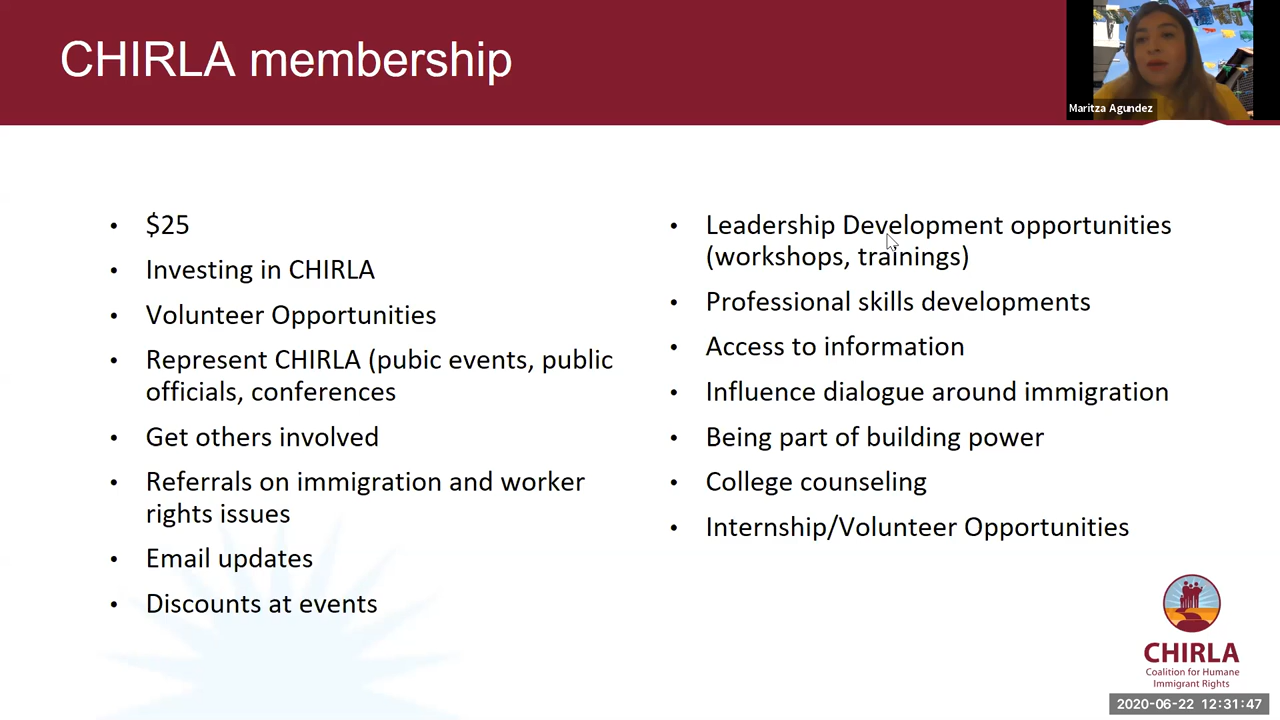 CHIRLA membership
Maritza Agundez
• $25
• Investing in CHIRLA
• Volunteer Opportunities
• Represent CHIRLA (pubic events, public
officials, conferences
• Get others involved
• Referrals on immigration and worker
rights issues
• Email updates
• Discounts at events
• Leadership Development opportunities
(workshops, trainings)
• Professional skills developments
• Access to information
• Influence dialogue around immigration
• Being part of building power
• College counseling
• Internship/Volunteer Opportunities
CHIRLA
Coalition for Humane
Immigrant Rights
2020-06-22 12:31:47